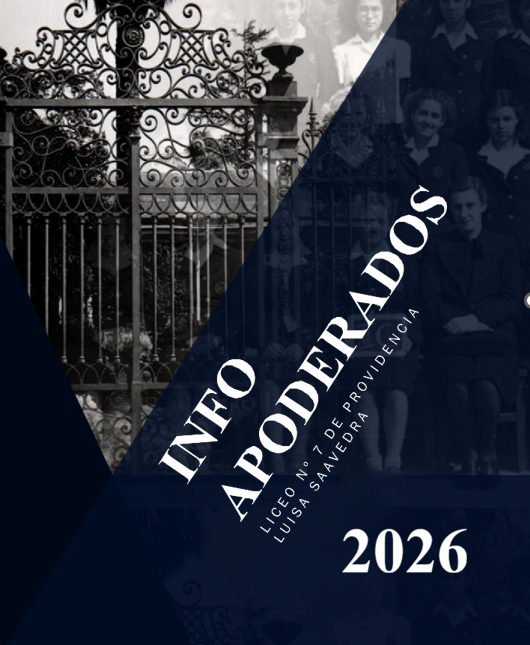 INFO
APODERADOS
LICEO N° 7 DE PROVIDENCIA
LUISA SAAVEDRA
2026